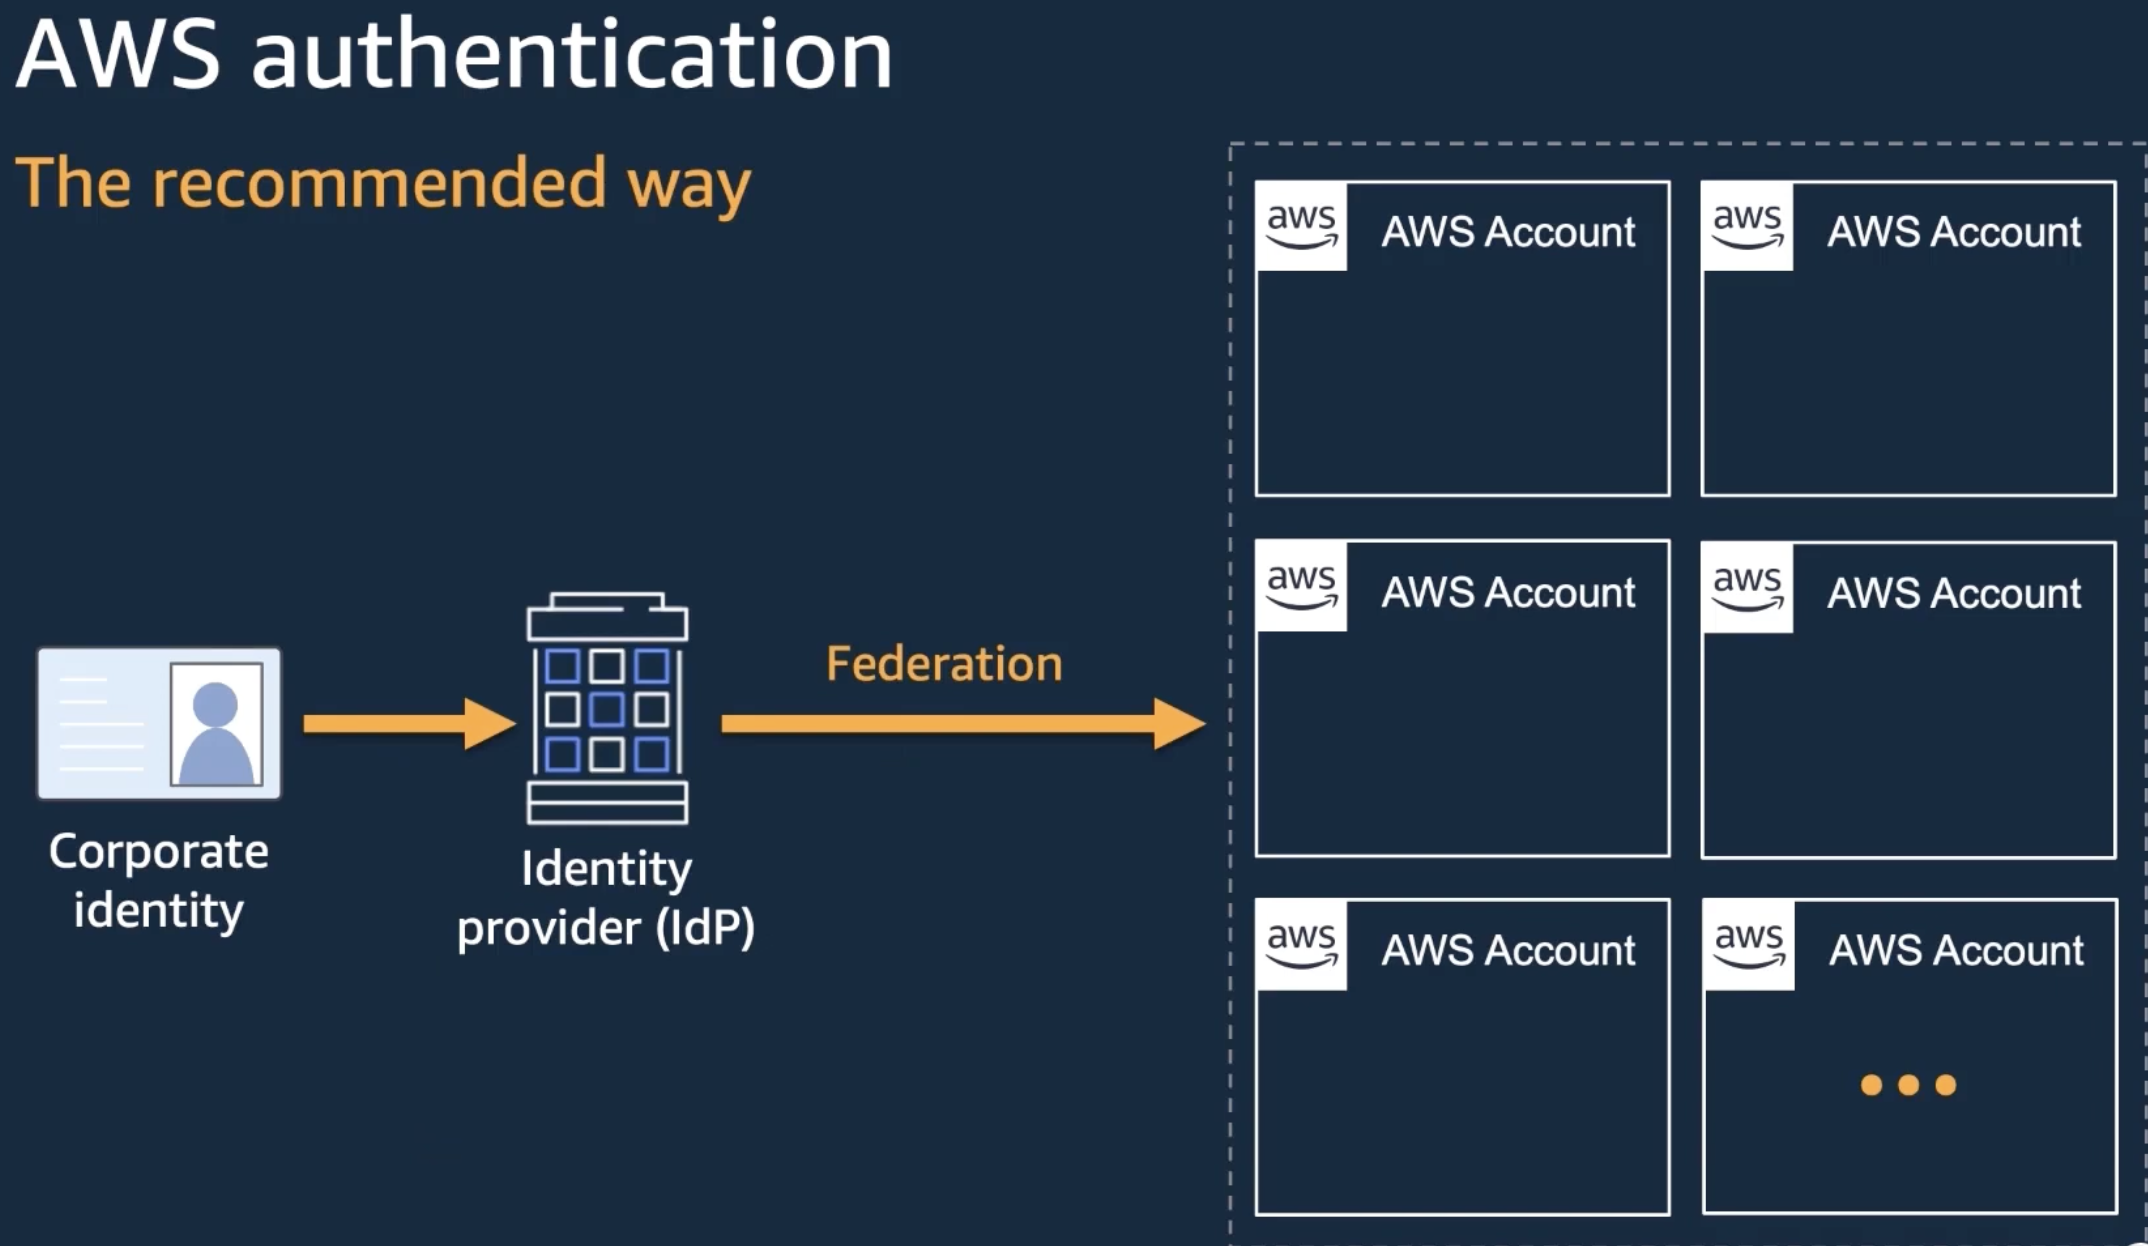 AWS authentication
The recommended way
aws AWS Account
aws AWS Account
aws AWS Account
aws AWS Account
aws AWS Account
aws AWS Account
Federation
Corporate
identity
Identity
provider (IdP)